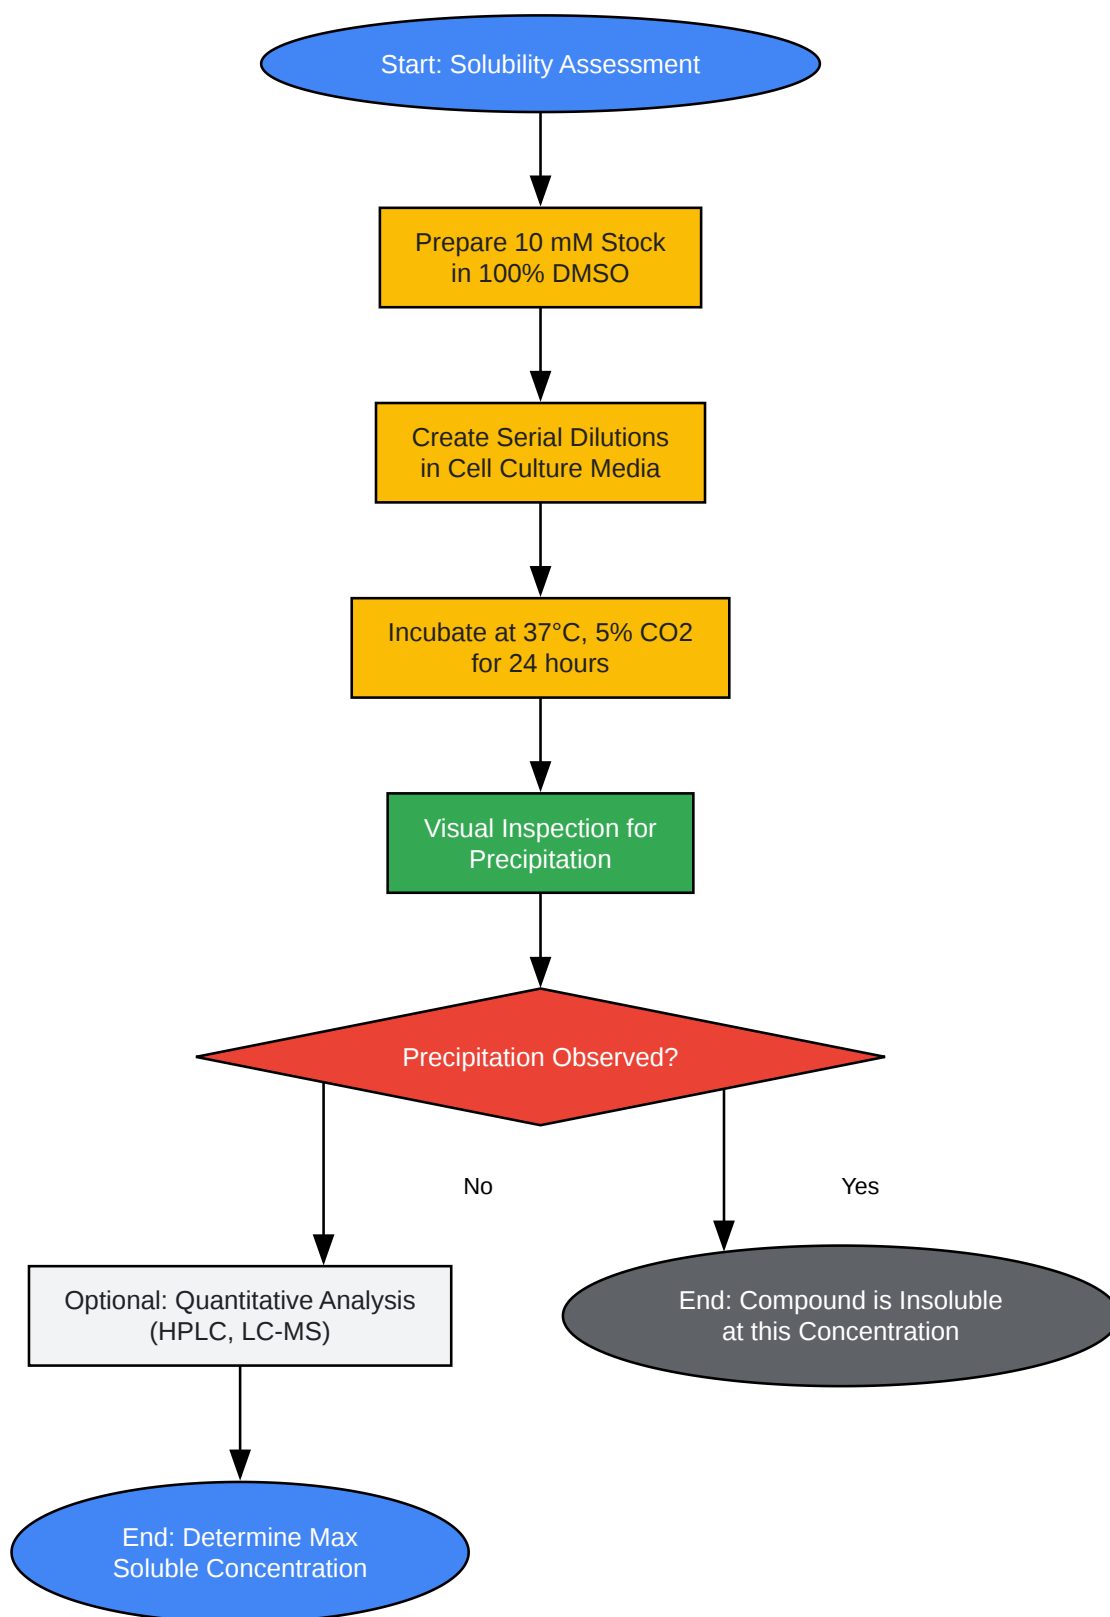 Start: Solubility Assessment
Prepare 10 mM Stock
in 100% DMSO
Create Serial Dilutions
in Cell Culture Media
Incubate at 37°C, 5% CO2
for 24 hours
Visual Inspection for
Precipitation
Precipitation Observed?
No
Yes
Optional: Quantitative Analysis
(HPLC, LC-MS)
End: Compound is Insoluble
at this Concentration
End: Determine Max
Soluble Concentration